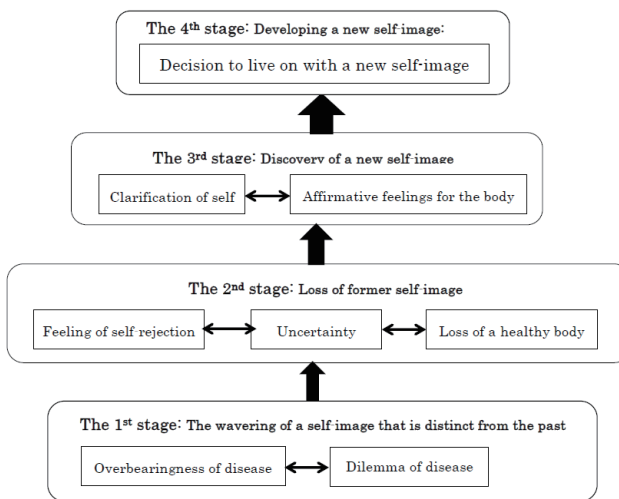 The 4th stage: Developing a new self-image:
Decision to live on with a new self-image
The 3rd stage: Discovery of a new self-image
Clarification of self
Affirmative feelings for the body
The 2nd stage: Loss of former self-image
Feeling of self-rejection
Uncertainty
Loss of a healthy body
The 1st stage: The wavering of a self-image that is distinct from the past
Overbearingness of disease
Dilemma of disease